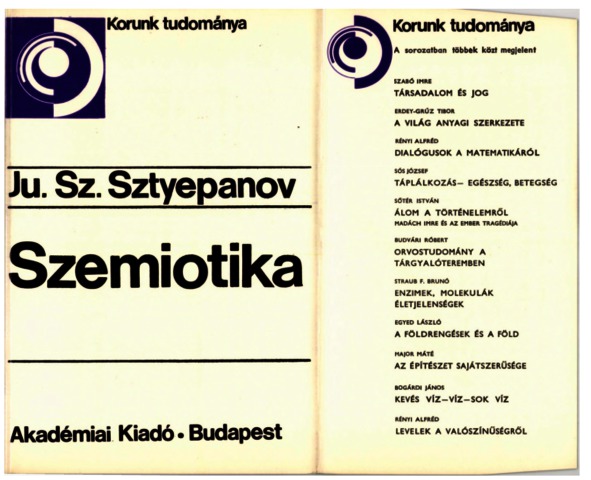 Korunk tudománya
Ju. Sz. Sztyepanov
Szemiotika
Akadémiai Kiadó • Budapest
Korunk tudománya
A sorozatban többek közt megjelent
SZABÓ IMRE
TÁRSADALOM ÉS JOG
ERDEY-GRÚZ TIBOR
A VILÁG ANYAGI SZERKEZETE
RÉNYI ALFRÉD
DIALÓGUSOK A MATEMATIKÁRÓL
SÓS JÓZSEF
TÁPLÁLKOZÁS— EGÉSZSÉG, BETEGSÉG
SŐTÉR ISTVÁN
ÁLOM A TÖRTÉNELEMRŐL
MADÁCH IMRE ÉS AZ EMBER TRAGÉDIÁJA
BUDVÁRI RÓBERT
ORVOSTUDOMÁNY A
TÁRGYALÓTEREMBEN
STRAUB F. BRUNÓ
ENZIMEK, MOLEKULÁK
ÉLETJELENSÉGEK
EGYED LÁSZLÓ
A FÖLDRENGÉSEK ÉS A FÖLD
MAJOR MÁTÉ
AZ ÉPÍTÉSZET SAJÁTSZERŰSÉGE
BOGÁRDI JÁNOS
KEVÉS VÍZ—VÍZ—SOK VÍZ
RÉNYI ALFRÉD
LEVELEK A VALÓSZÍNŰSÉGRŐL